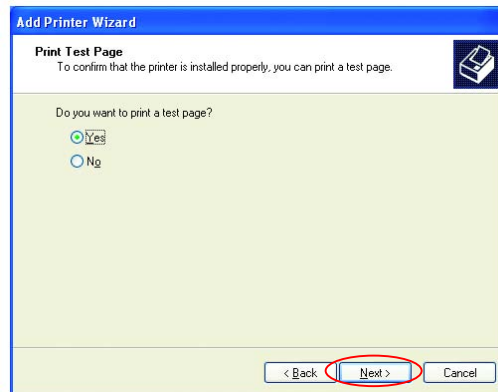 Add Printer Wizard
Print Test Page
To confirm that the printer is installed properly, you can print a test page.
Do you want to print a test page?
Yes
No
< Back
Next >
Cancel